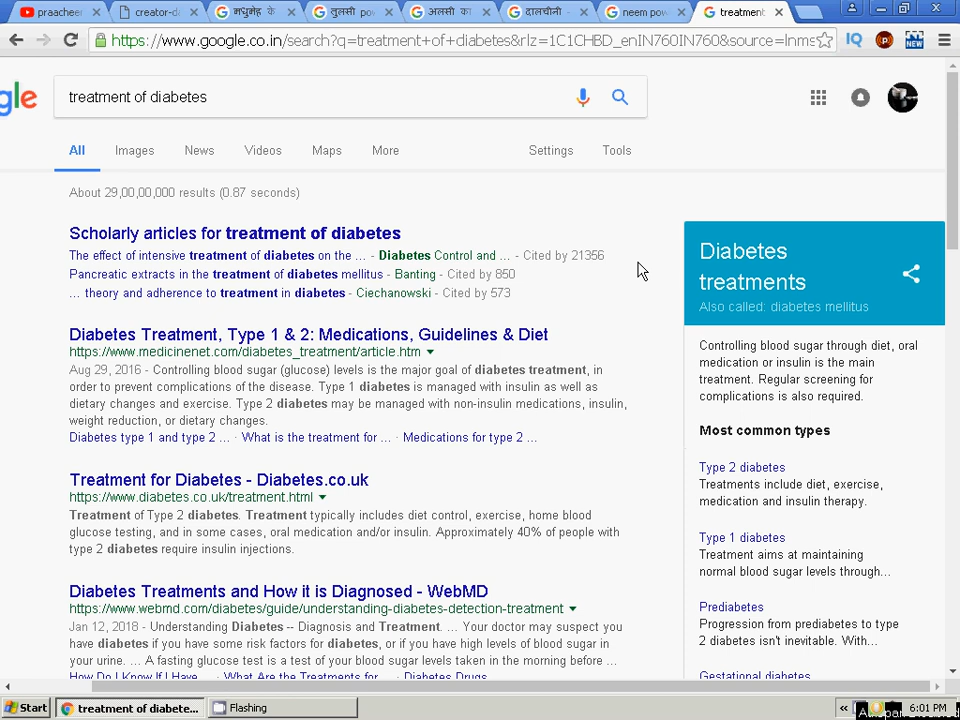 praacheen
creator-da
मधुमेह के
तुलसी pow
अलसी का
दालचीनी -
neem pow
treatment
https://www.google.co.in/search?q=treatment+of+diabetes&rlz=1C1CHBD_enIN760IN760&source=lnms
IQ
NEW
gle
treatment of diabetes
All
Images
News
Videos
Maps
More
Settings
Tools
About 29,00,00,000 results (0.87 seconds)
Scholarly articles for treatment of diabetes
The effect of intensive treatment of diabetes on the ... - Diabetes Control and ... - Cited by 21356
Pancreatic extracts in the treatment of diabetes mellitus - Banting - Cited by 850
... theory and adherence to treatment in diabetes - Ciechanowski - Cited by 573
Diabetes Treatment, Type 1 & 2: Medications, Guidelines & Diet
https://www.medicinenet.com/diabetes_treatment/article.htm
Aug 29, 2016 - Controlling blood sugar (glucose) levels is the major goal of diabetes treatment, in
order to prevent complications of the disease. Type 1 diabetes is managed with insulin as well as
dietary changes and exercise. Type 2 diabetes may be managed with non-insulin medications, insulin,
weight reduction, or dietary changes.
Diabetes type 1 and type 2 ... · What is the treatment for ... · Medications for type 2 ...
Treatment for Diabetes - Diabetes.co.uk
https://www.diabetes.co.uk/treatment.html
Treatment of Type 2 diabetes. Treatment typically includes diet control, exercise, home blood
glucose testing, and in some cases, oral medication and/or insulin. Approximately 40% of people with
type 2 diabetes require insulin injections.
Diabetes Treatments and How it is Diagnosed - WebMD
https://www.webmd.com/diabetes/guide/understanding-diabetes-detection-treatment
Jan 12, 2018 - Understanding Diabetes -- Diagnosis and Treatment. ... Your doctor may suspect you
have diabetes if you have some risk factors for diabetes, or if you have high levels of blood sugar in
your urine. ... A fasting glucose test is a test of your blood sugar levels taken in the morning before ...
How Do I Know If I Have ... · What Are the Treatments for ... · Diabetes Drugs
Diabetes
treatments
Also called: diabetes mellitus
Controlling blood sugar through diet, oral
medication or insulin is the main
treatment. Regular screening for
complications is also required.
Most common types
Type 2 diabetes
Treatments include diet, exercise,
medication and insulin therapy.
Type 1 diabetes
Treatment aims at maintaining
normal blood sugar levels through...
Prediabetes
Progression from prediabetes to type
2 diabetes isn't inevitable. With...
Gestational diabetes
Start
treatment of diabete...
Flashing
6:01 PM